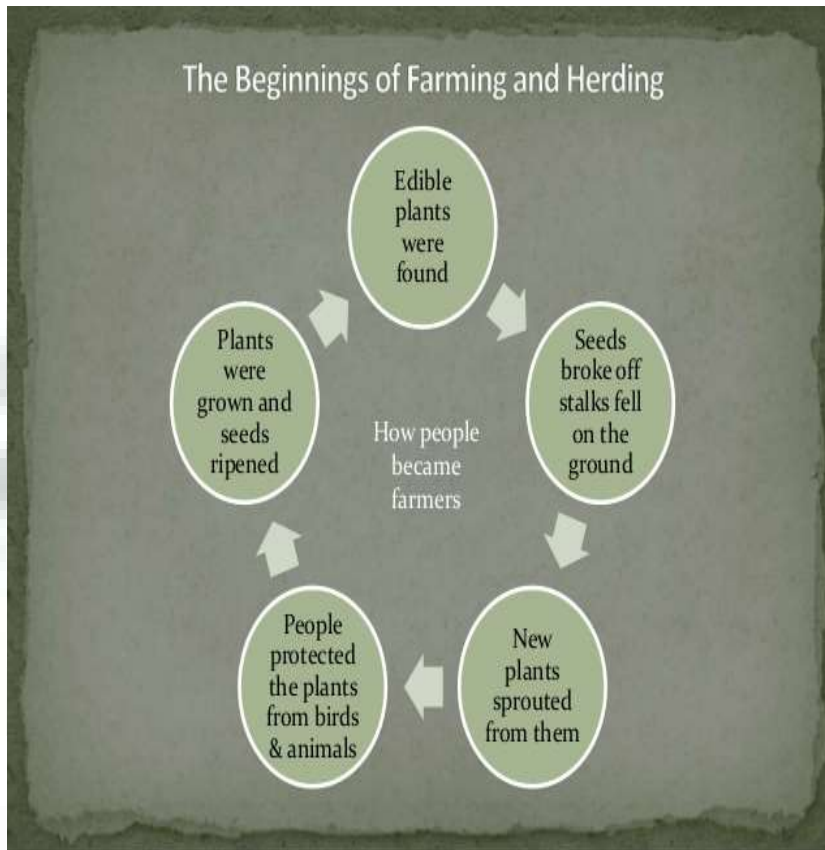 The Beginnings of Farming and Herding
Edible
plants
were
found
Seeds
broke off
stalks fell
on the
ground
New
plants
sprouted
from them
People
protected
the plants
from birds
& animals
Plants
were
grown and
seeds
ripened
How people
became
farmers